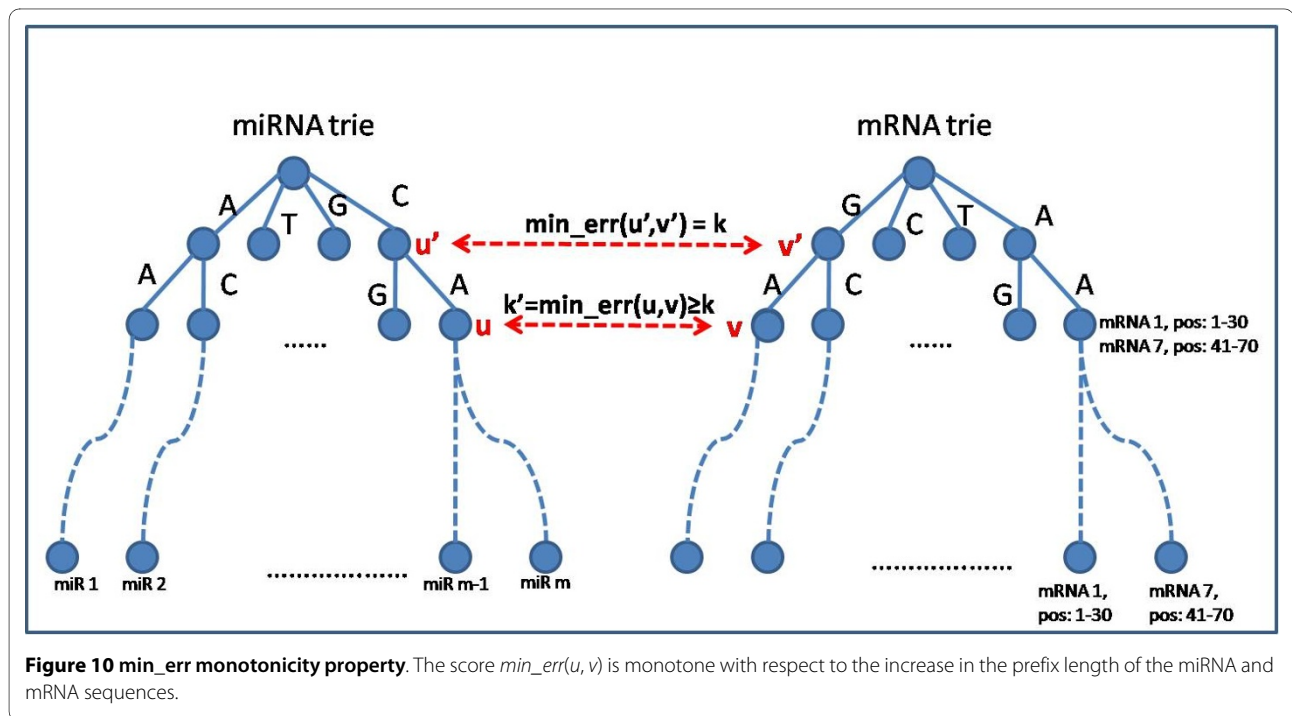 miRNA trie
mRNA trie
A
T
G
C
G
C
T
A
u'
min_err(u',v') = k
v'
A
C
G
A
A
C
G
A
u
k'=min_err(u,v)≥k
v
mRNA 1, pos: 1-30
mRNA 7, pos: 41-70
......
......
miR 1
miR 2
...................
miR m-1
miR m
...................
mRNA 1,
pos: 1-30
mRNA 7,
pos: 41-70
Figure 10 min_err monotonicity property. The score min_err(u, v) is monotone with respect to the increase in the prefix length of the miRNA and
mRNA sequences.